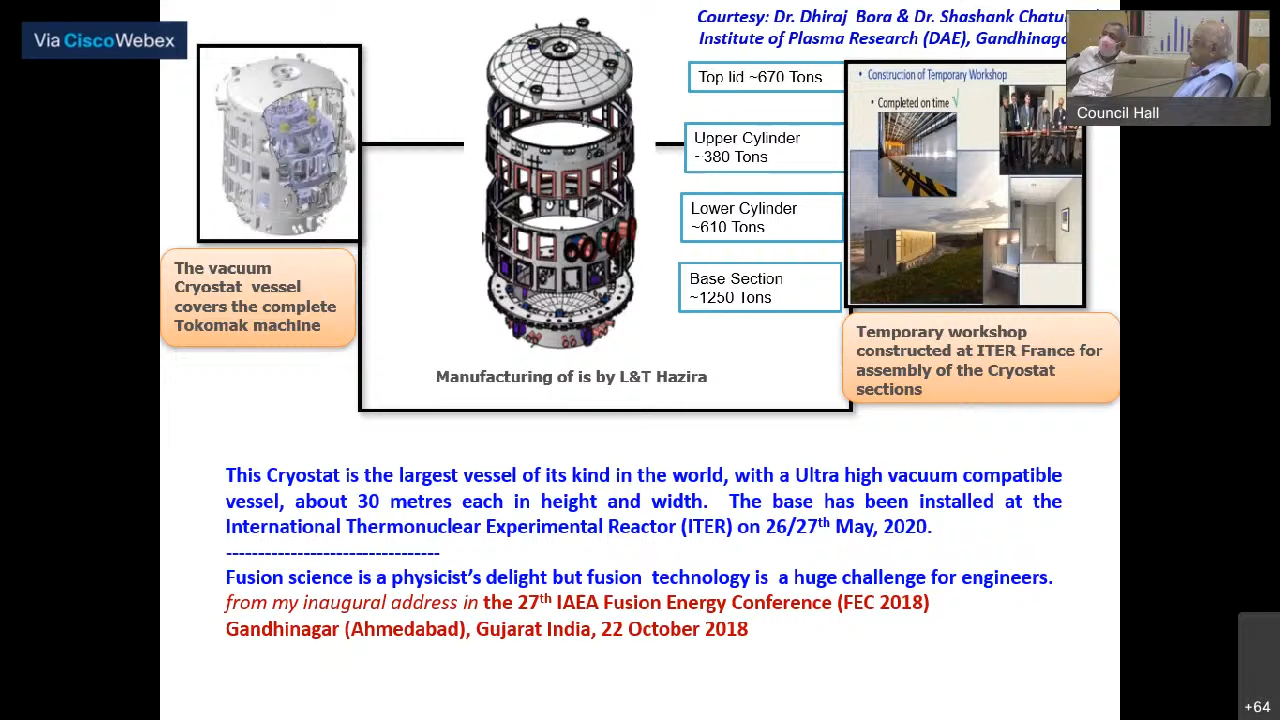 Via CiscoWebex
Courtesy: Dr. Dhiraj Bora & Dr. Shashank
Institute of Plasma Research (DAE),
Council Hall
Top lid ~670 Tons
Upper Cylinder
~380 Tons
Lower Cylinder
~610 Tons
Base Section
~1250 Tons
• Construction of Temporary Workshop
• Completed on time √
The vacuum
Cryostat vessel
covers the complete
Tokomak machine
Temporary workshop
constructed at ITER France for
assembly of the Cryostat
sections
Manufacturing of is by L&T Hazira
This Cryostat is the largest vessel of its kind in the world, with a Ultra high vacuum compatible
vessel, about 30 metres each in height and width. The base has been installed at the
International Thermonuclear Experimental Reactor (ITER) on 26/27th May, 2020.
----------------------------------
Fusion science is a physicist's delight but fusion technology is a huge challenge for engineers.
from my inaugural address in the 27th IAEA Fusion Energy Conference (FEC 2018)
Gandhinagar (Ahmedabad), Gujarat India, 22 October 2018
+64